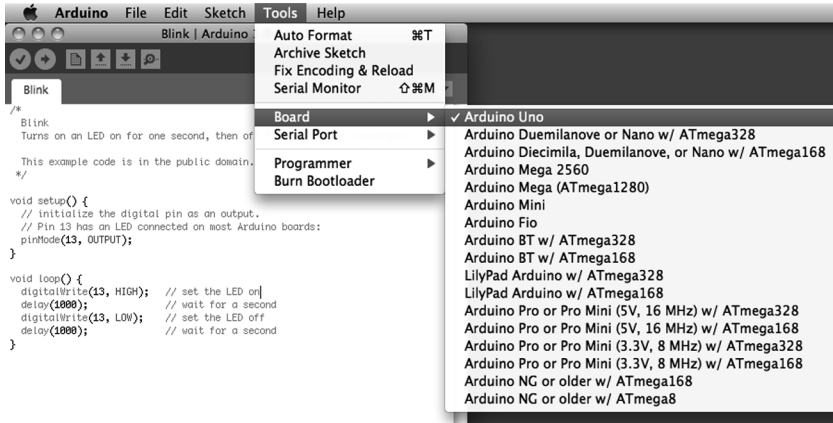 Arduino File Edit Sketch Tools Help
Blink | Arduino
Auto Format ⌘T
Archive Sketch
Fix Encoding & Reload
Serial Monitor ⇧⌘M
Board
Serial Port
Programmer
Burn Bootloader
✓ Arduino Uno
Arduino Duemilanove or Nano w/ ATmega328
Arduino Diecimila, Duemilanove, or Nano w/ ATmega168
Arduino Mega 2560
Arduino Mega (ATmega1280)
Arduino Mini
Arduino Fio
Arduino BT w/ ATmega328
Arduino BT w/ ATmega168
LilyPad Arduino w/ ATmega328
LilyPad Arduino w/ ATmega168
Arduino Pro or Pro Mini (5V, 16 MHz) w/ ATmega328
Arduino Pro or Pro Mini (5V, 16 MHz) w/ ATmega168
Arduino Pro or Pro Mini (3.3V, 8 MHz) w/ ATmega328
Arduino Pro or Pro Mini (3.3V, 8 MHz) w/ ATmega168
Arduino NG or older w/ ATmega168
Arduino NG or older w/ ATmega8
Blink
/*
Blink
Turns on an LED on for one second, then of
This example code is in the public domain.
*/
void setup() {
// initialize the digital pin as an output.
// Pin 13 has an LED connected on most Arduino boards:
pinMode(13, OUTPUT);
}
void loop() {
digitalWrite(13, HIGH); // set the LED on
delay(1000); // wait for a second
digitalWrite(13, LOW); // set the LED off
delay(1000); // wait for a second
}